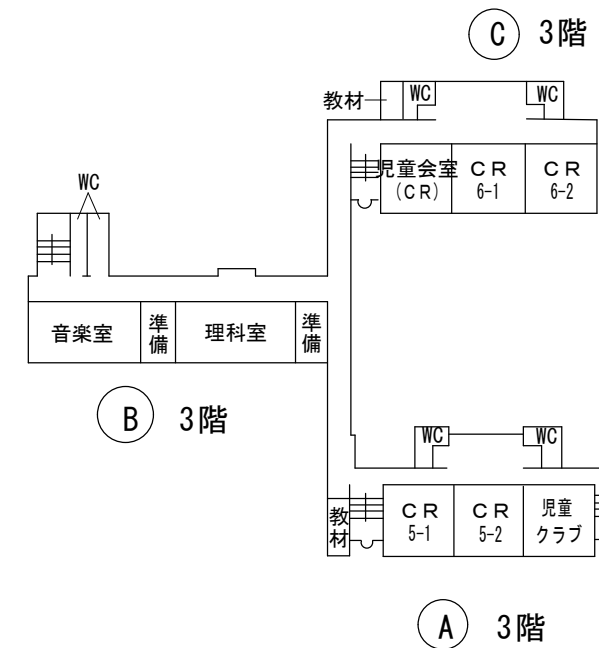 C 3階
教材
WC
WC
児童会室
(CR)
CR
6-1
CR
6-2
WC
音楽室
準備
理科室
準備
B 3階
WC
WC
教材
CR
5-1
CR
5-2
児童
クラブ
A 3階